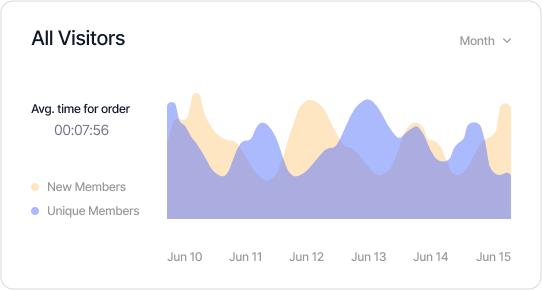 All Visitors
Month
Avg. time for order
00:07:56
New Members
Unique Members
Jun 10 Jun 11 Jun 12 Jun 13 Jun 14 Jun 15